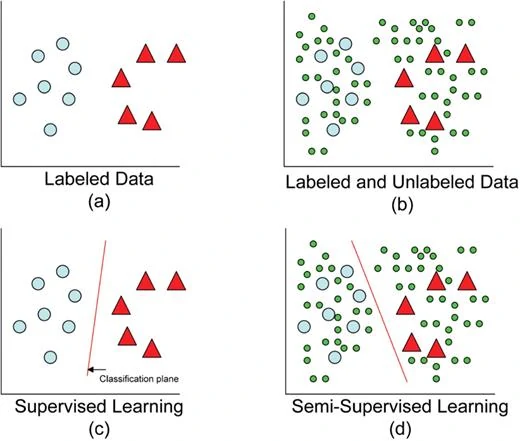 Labeled Data
(a)
Labeled and Unlabeled Data
(b)
Classification plane
Supervised Learning
(c)
Semi-Supervised Learning
(d)